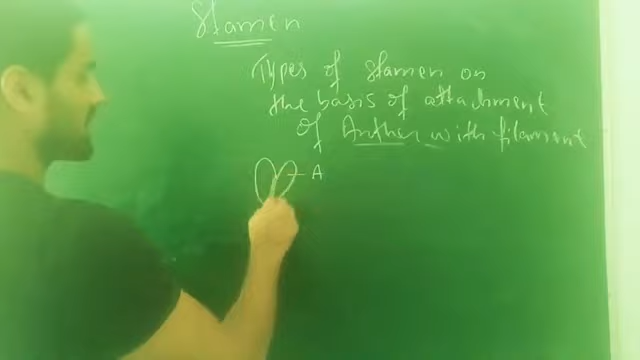 Stamen
Types of stamen on
the basis of attachment
of Anther with filament
A